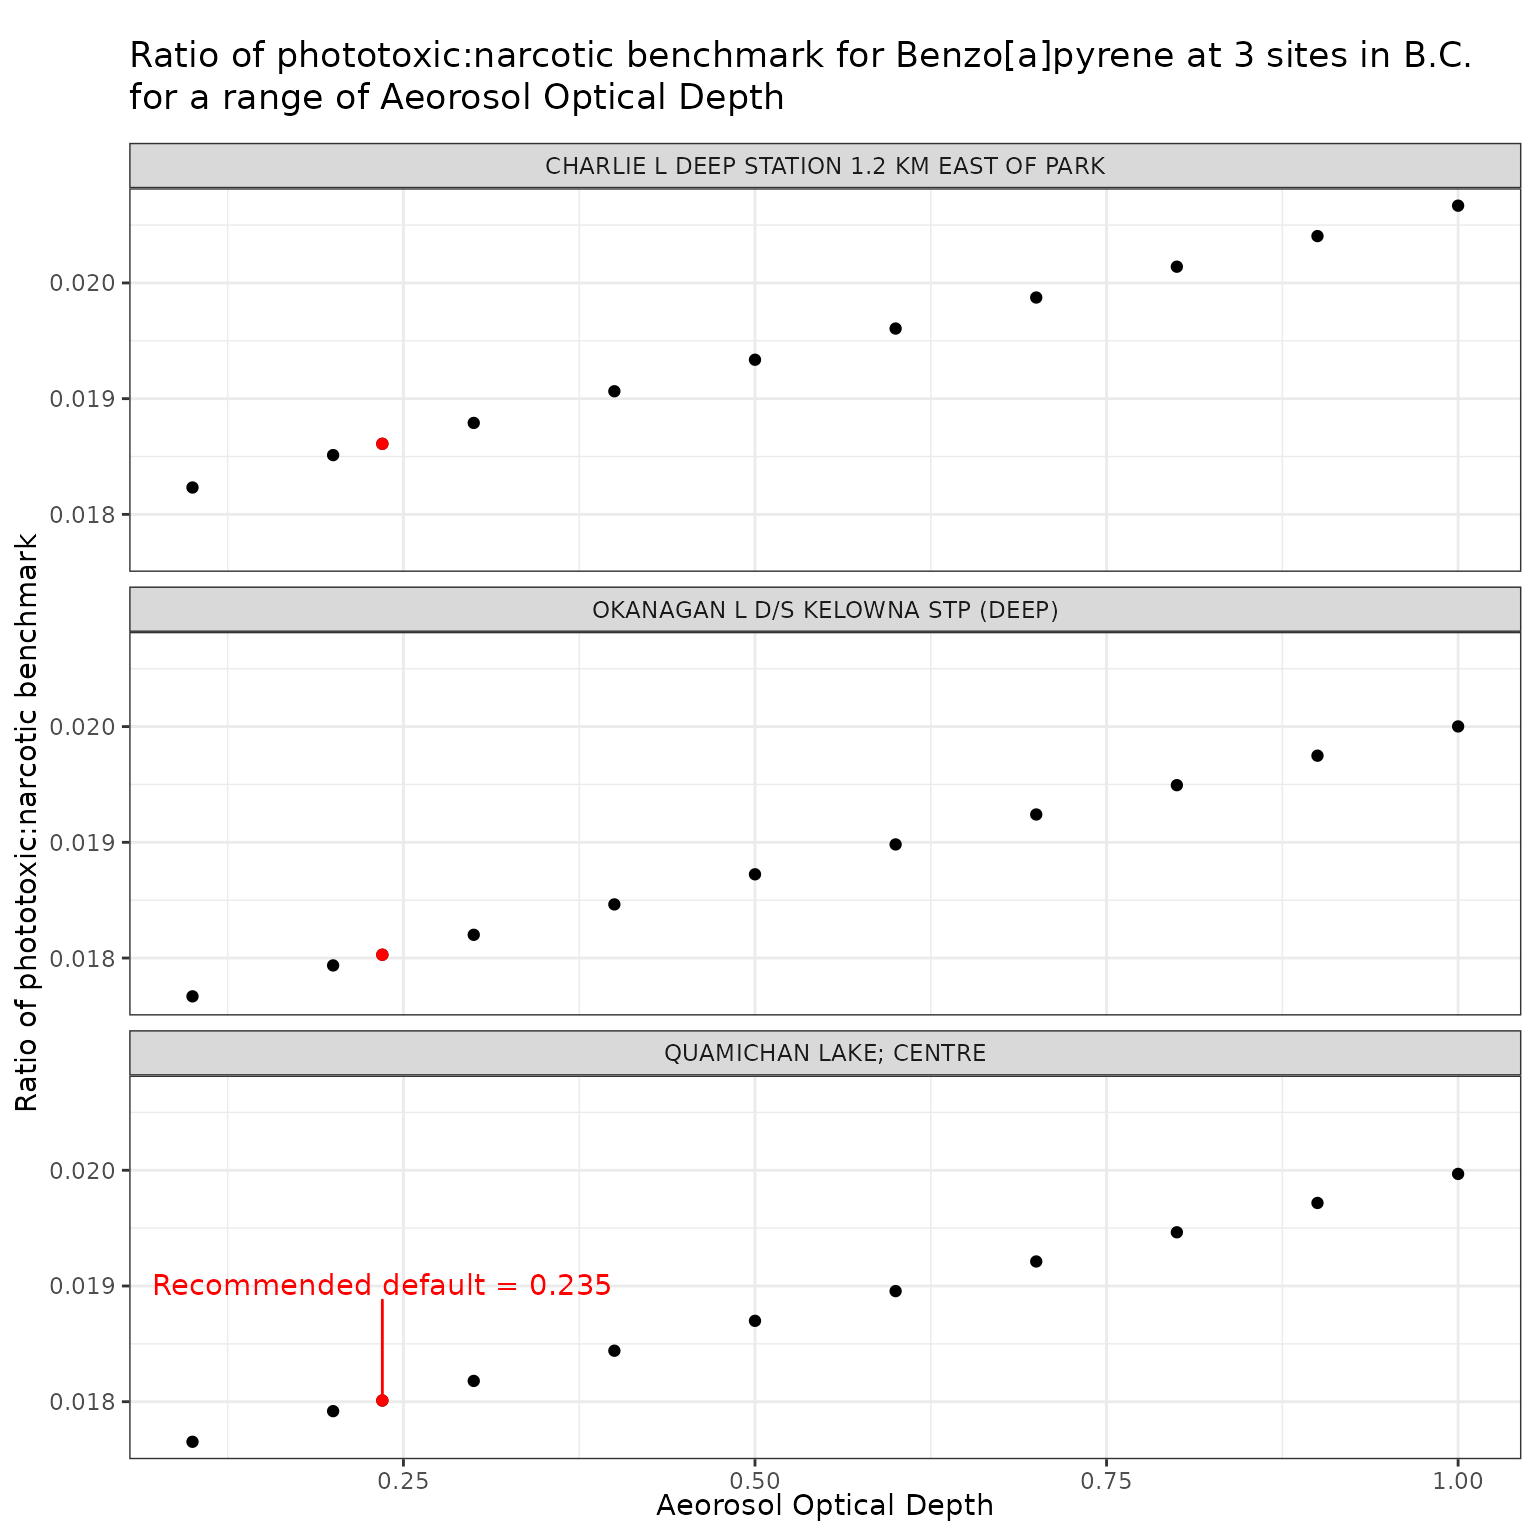 Ratio of phototoxic:narcotic benchmark for Benzo[a]pyrene at 3 sites in B.C.
for a range of Aeorosol Optical Depth
Ratio of phototoxic:narcotic benchmark
CHARLIE L DEEP STATION 1.2 KM EAST OF PARK
0.020
0.019
0.018
OKANAGAN L D/S KELOWNA STP (DEEP)
0.020
0.019
0.018
QUAMICHAN LAKE; CENTRE
0.020
0.019
0.018
Recommended default = 0.235
0.25 0.50 0.75 1.00
Aeorosol Optical Depth